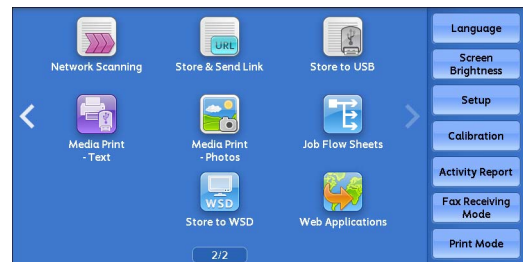 URL
Network Scanning
Store & Send Link
Store to USB
Media Print
- Text
Media Print
- Photos
Job Flow Sheets
WSD
Store to WSD
Web Applications
2/2
Language
Screen
Brightness
Setup
Calibration
Activity Report
Fax Receiving
Mode
Print Mode